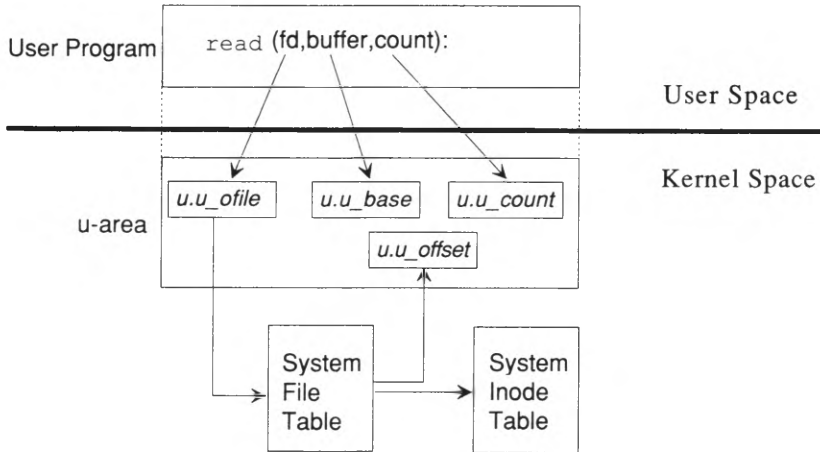 User Program
read (fd,buffer,count):
User Space
Kernel Space
u-area
u.u_ofile
u.u_base
u.u_count
u.u_offset
System
File
Table
System
Inode
Table